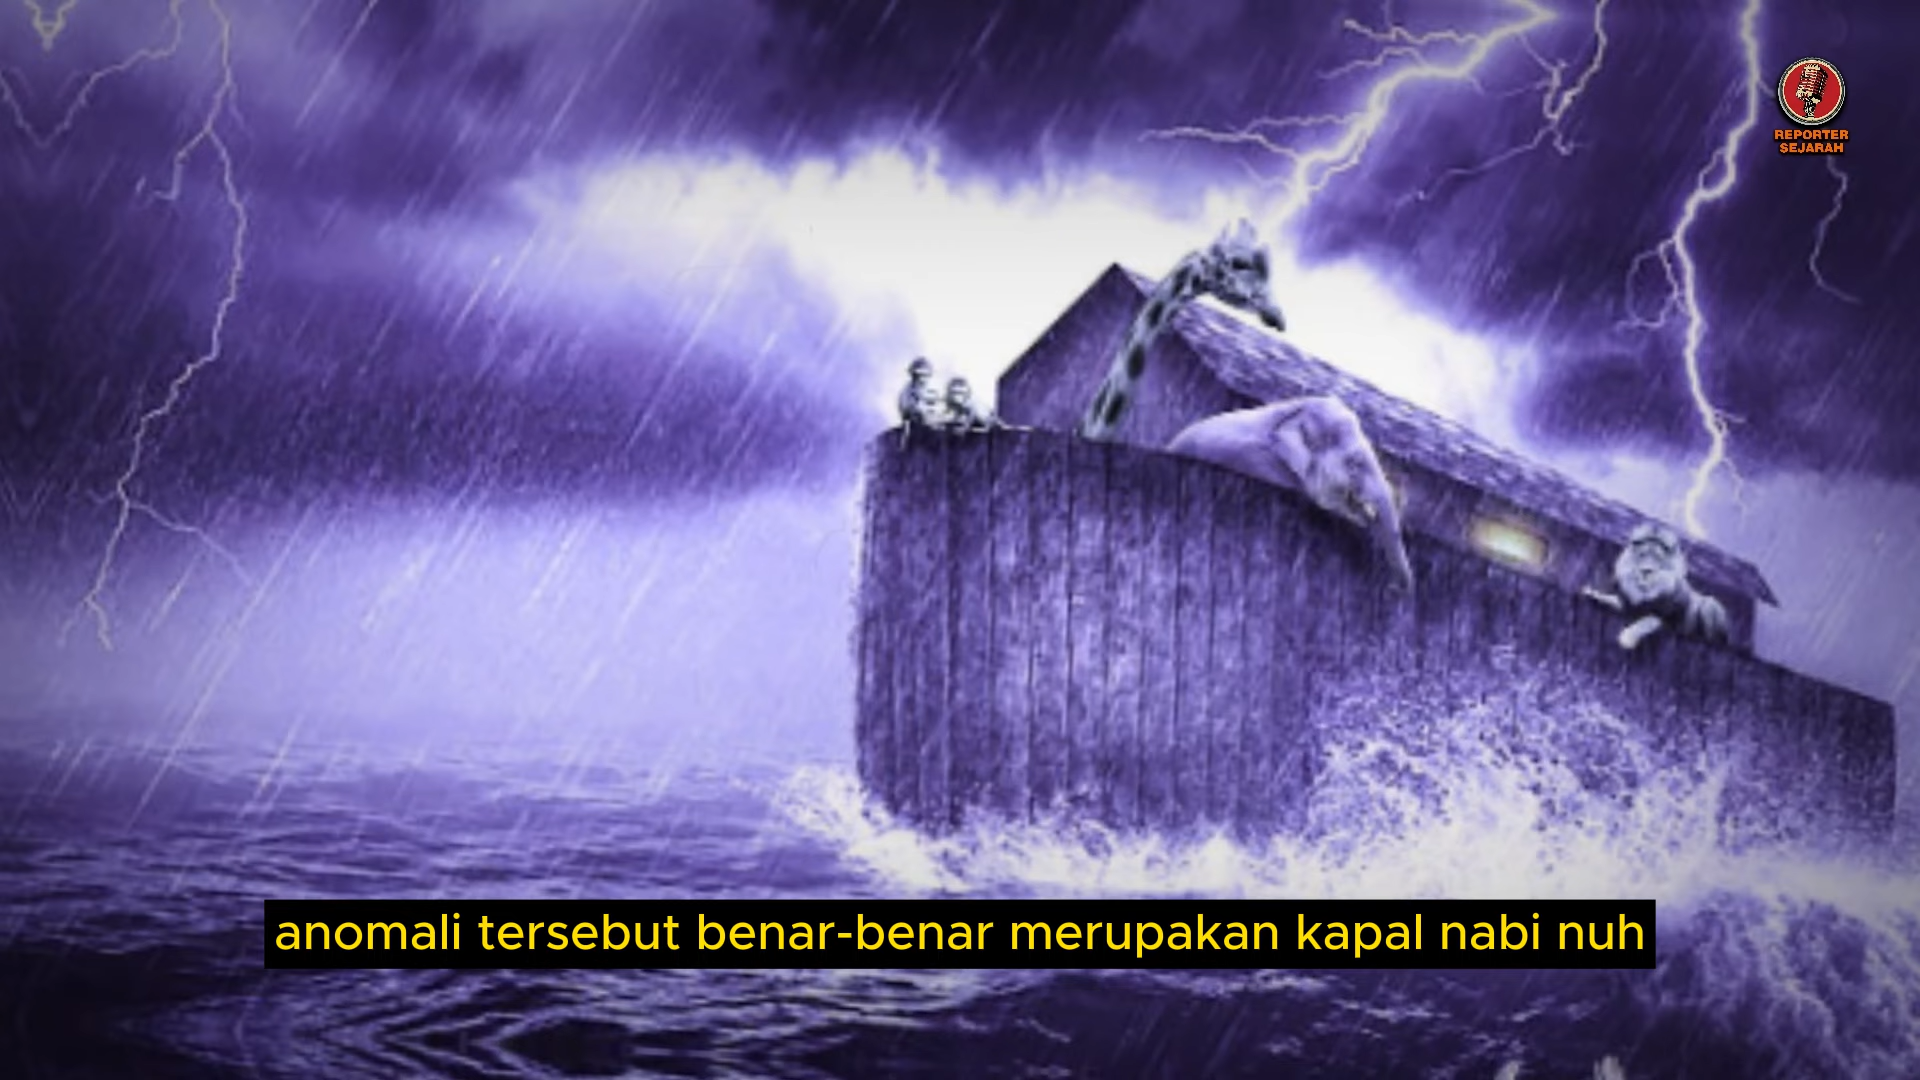 REPORTER
SEJARAH
anomali tersebut benar-benar merupakan kapal nabi nuh